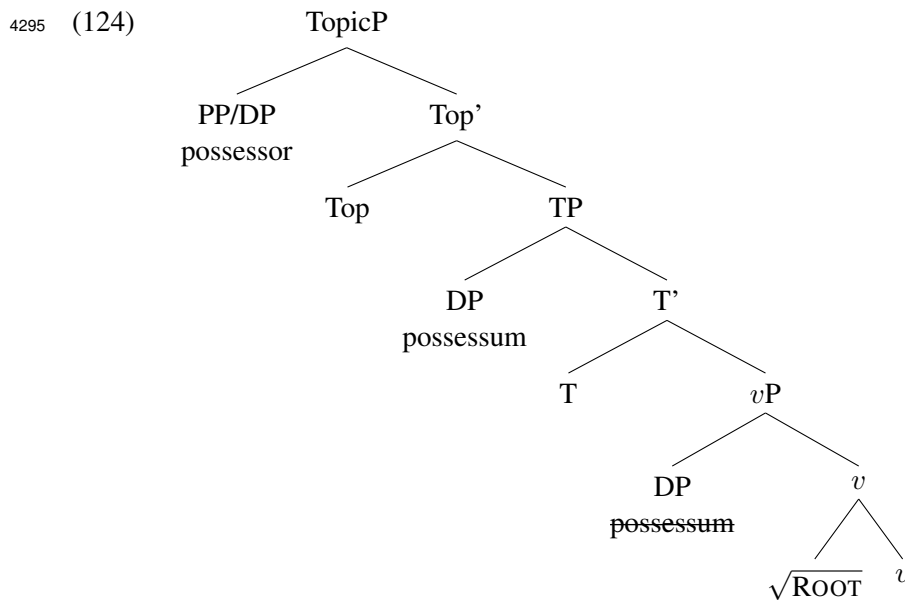 4295 (124) TopicP
PP/DP Top’
possessor
Top TP
DP T’
possessum
T vP
DP v
possessum
√ROOT v